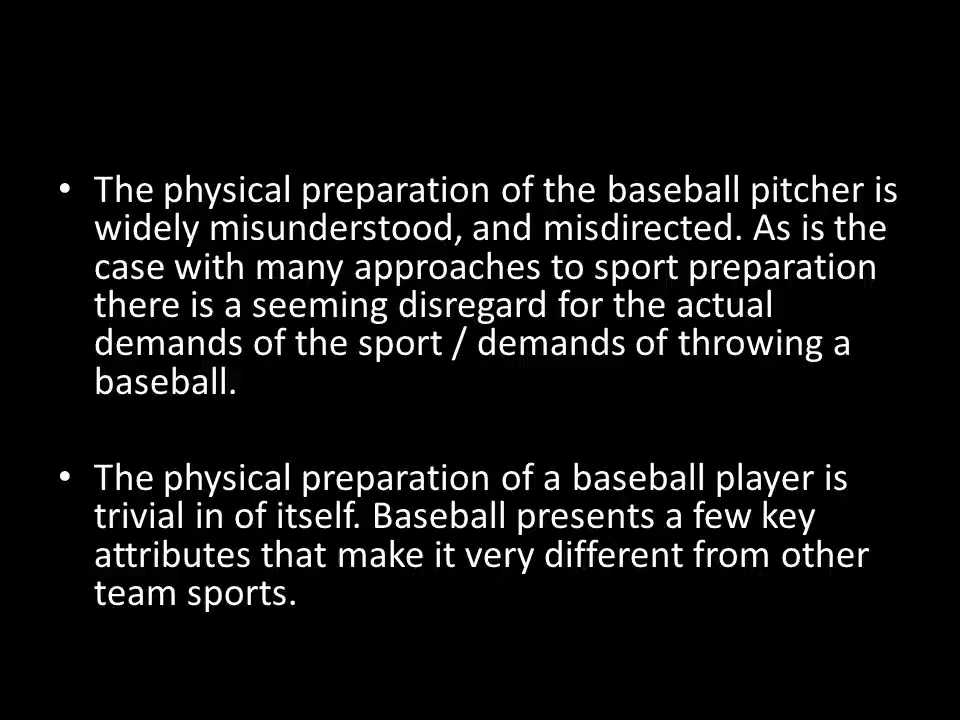 • The physical preparation of the baseball pitcher is
widely misunderstood, and misdirected. As is the
case with many approaches to sport preparation
there is a seeming disregard for the actual
demands of the sport / demands of throwing a
baseball.
• The physical preparation of a baseball player is
trivial in of itself. Baseball presents a few key
attributes that make it very different from other
team sports.